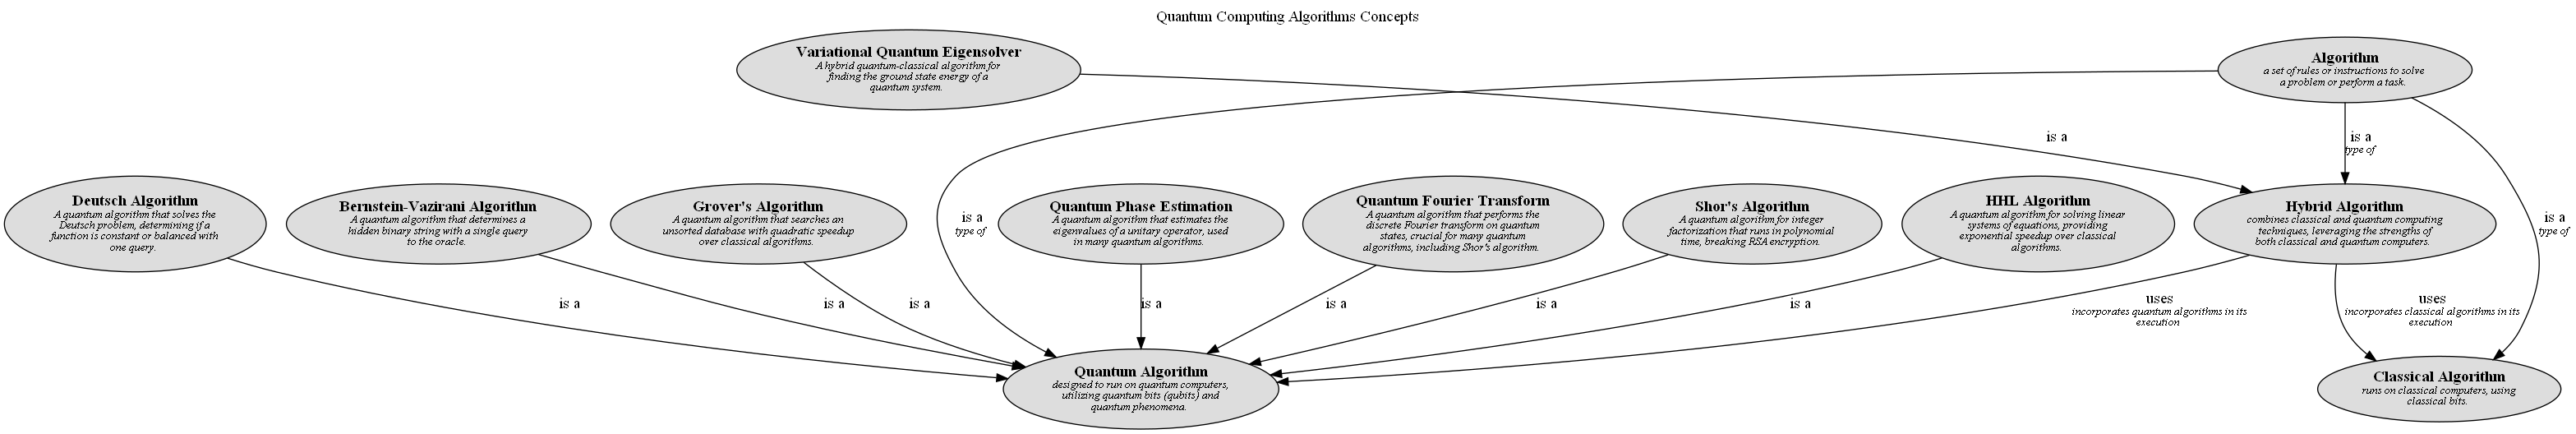 Quantum Computing Algorithms Concepts
Variational Quantum Eigensolver
A hybrid quantum-classical algorithm for
finding the ground state energy of a
quantum system.
Algorithm
a set of rules or instructions to solve
a problem or perform a task.
is a
is a
type of
Deutsch Algorithm
A quantum algorithm that solves the
Deutsch problem, determining if a
function is constant or balanced with
one query.
Bernstein-Vazirani Algorithm
A quantum algorithm that determines a
hidden binary string with a single query
to the oracle.
Grover's Algorithm
A quantum algorithm that searches an
unsorted database with quadratic speedup
over classical algorithms.
is a
type of
Quantum Phase Estimation
A quantum algorithm that estimates the
eigenvalues of a unitary operator, used
in many quantum algorithms.
Quantum Fourier Transform
A quantum algorithm that performs the
discrete Fourier transform on quantum
states, crucial for many quantum
algorithms, including Shor's algorithm.
Shor's Algorithm
A quantum algorithm for integer
factorization that runs in polynomial
time, breaking RSA encryption.
HHL Algorithm
A quantum algorithm for solving linear
systems of equations, providing
exponential speedup over classical
algorithms.
Hybrid Algorithm
combines classical and quantum computing
techniques, leveraging the strengths of
both classical and quantum computers.
is a
type of
is a
is a
is a
is a
is a
is a
is a
uses
incorporates quantum algorithms in its
execution
uses
incorporates classical algorithms in its
execution
Quantum Algorithm
designed to run on quantum computers,
utilizing quantum bits (qubits) and
quantum phenomena.
Classical Algorithm
runs on classical computers, using
classical bits.